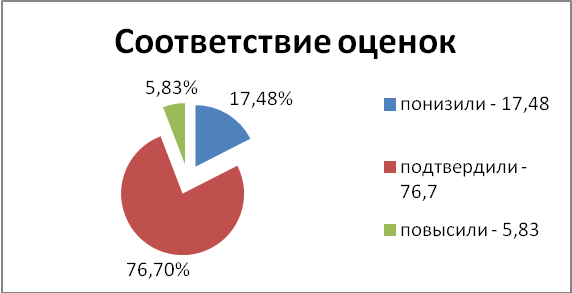 Соответствие оценок
5,83%
17,48%
76,70%
понизили - 17,48
подтвердили -
76,7
повысили - 5,83